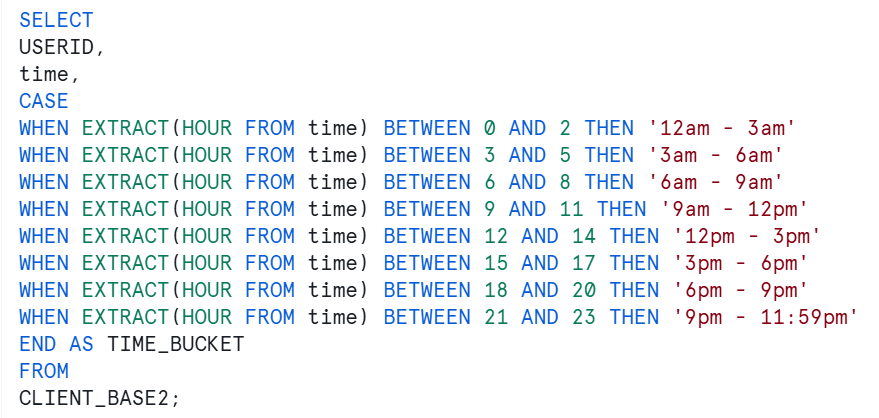 SELECT
USERID,
time,
CASE
WHEN EXTRACT(HOUR FROM time) BETWEEN 0 AND 2 THEN '12am - 3am'
WHEN EXTRACT(HOUR FROM time) BETWEEN 3 AND 5 THEN '3am - 6am'
WHEN EXTRACT(HOUR FROM time) BETWEEN 6 AND 8 THEN '6am - 9am'
WHEN EXTRACT(HOUR FROM time) BETWEEN 9 AND 11 THEN '9am - 12pm'
WHEN EXTRACT(HOUR FROM time) BETWEEN 12 AND 14 THEN '12pm - 3pm'
WHEN EXTRACT(HOUR FROM time) BETWEEN 15 AND 17 THEN '3pm - 6pm'
WHEN EXTRACT(HOUR FROM time) BETWEEN 18 AND 20 THEN '6pm - 9pm'
WHEN EXTRACT(HOUR FROM time) BETWEEN 21 AND 23 THEN '9pm - 11:59pm'
END AS TIME_BUCKET
FROM
CLIENT_BASE2;